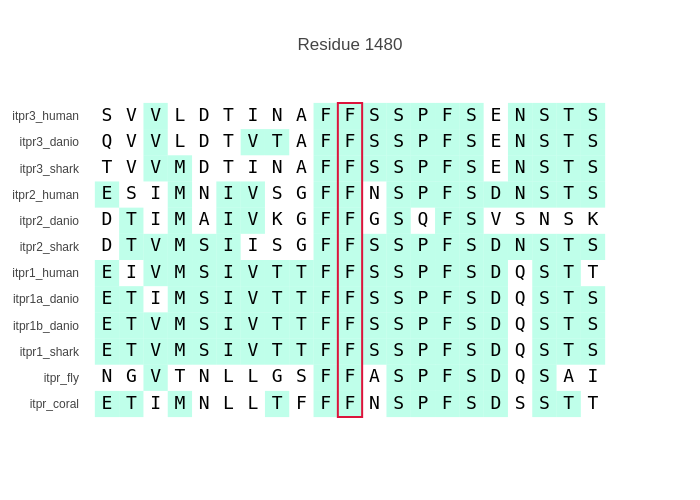 Residue 1480
itpr3_human S V V L D T I N A F F S S P F S E N S T S
itpr3_danio Q V V L D T V T A F F S S P F S E N S T S
itpr3_shark T V V M D T I N A F F S S P F S E N S T S
itpr2_human E S I M N I V S G F F N S P F S D N S T S
itpr2_danio D T I M A I V K G F F G S Q F S V S N S K
itpr2_shark D T V M S I I S G F F S S P F S D N S T S
itpr1_human E I V M S I V T T F F S S P F S D Q S T T
itpr1a_danio E T I M S I V T T F F S S P F S D Q S T S
itpr1b_danio E T V M S I V T T F F S S P F S D Q S T S
itpr1_shark E T V M S I V T T F F S S P F S D Q S T S
itpr_fly N G V T N L L G S F F A S P F S D Q S A I
itpr_coral E T I M N L L T F F F N S P F S D S S T T